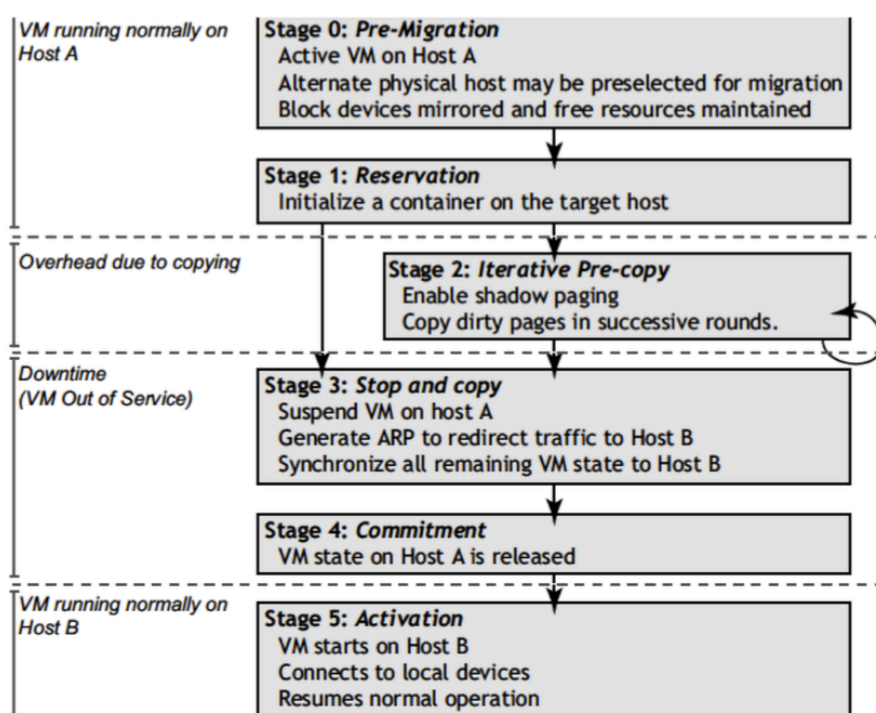 VM running normally on
Host A
Stage 0: Pre-Migration
Active VM on Host A
Alternate physical host may be preselected for migration
Block devices mirrored and free resources maintained
Stage 1: Reservation
Initialize a container on the target host
Overhead due to copying
Stage 2: Iterative Pre-copy
Enable shadow paging
Copy dirty pages in successive rounds.
Downtime
(VM Out of Service)
Stage 3: Stop and copy
Suspend VM on host A
Generate ARP to redirect traffic to Host B
Synchronize all remaining VM state to Host B
Stage 4: Commitment
VM state on Host A is released
VM running normally on
Host B
Stage 5: Activation
VM starts on Host B
Connects to local devices
Resumes normal operation